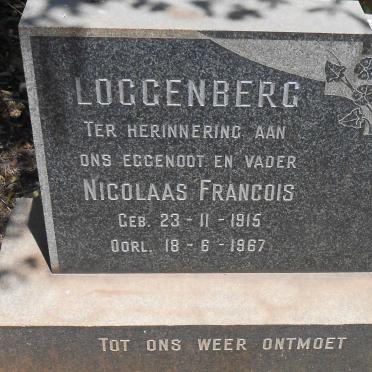 LOGGENBERG
TER HERINNERING AAN
ONS EGGENOOT EN VADER
NICOLAAS FRANCOIS
GEB. 23-11-1915
OORL. 18-6-1967
TOT ONS WEER ONTMOET